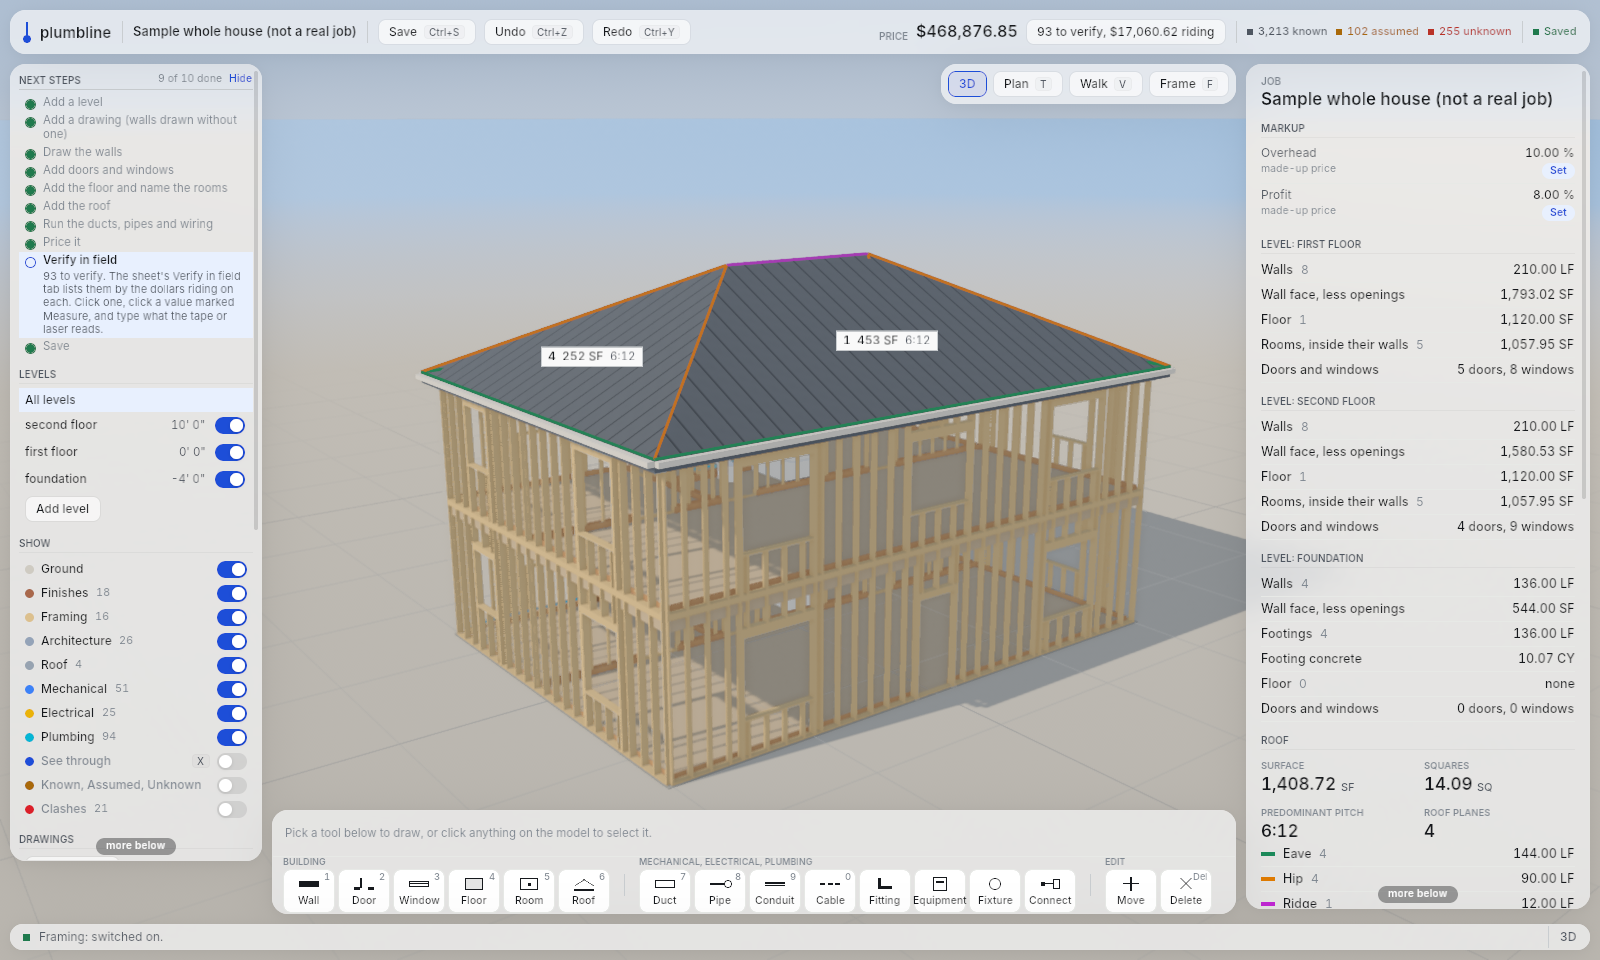 plumbline
Sample whole house (not a real job)
Save Ctrl+S
Undo Ctrl+Z
Redo Ctrl+Y
PRICE $468,876.85
93 to verify, $17,060.62 riding
3,213 known
102 assumed
255 unknown
Saved
NEXT STEPS 9 of 10 done Hide
Add a level
Add a drawing (walls drawn without
one)
Draw the walls
Add doors and windows
Add the floor and name the rooms
Add the roof
Run the ducts, pipes and wiring
Price it
Verify in field
93 to verify. The sheet's Verify in field
tab lists them by the dollars riding on
each. Click one, click a value marked
Measure, and type what the tape or
laser reads.
Save
LEVELS
All levels
second floor 10' 0"
first floor 0' 0"
foundation -4' 0"
Add level
SHOW
Ground
Finishes 18
Framing 16
Architecture 26
Roof 4
Mechanical 51
Electrical 25
Plumbing 94
See through X
Known, Assumed, Unknown
Clashes 21
DRAWINGS
more below
3D
Plan T
Walk V
Frame F
4 252 SF 6:12
1 453 SF 6:12
Pick a tool below to draw, or click anything on the model to select it.
BUILDING
Wall 1
Door 2
Window 3
Floor 4
Room 5
Roof 6
MECHANICAL, ELECTRICAL, PLUMBING
Duct 7
Pipe 8
Conduit 9
Cable 0
Fitting
Equipment
Fixture
Connect
EDIT
Move
Delete Del
JOB
Sample whole house (not a real job)
MARKUP
Overhead 10.00 %
made-up price Set
Profit 8.00 %
made-up price Set
LEVEL: FIRST FLOOR
Walls 8 210.00 LF
Wall face, less openings 1,793.02 SF
Floor 1 1,120.00 SF
Rooms, inside their walls 5 1,057.95 SF
Doors and windows 5 doors, 8 windows
LEVEL: SECOND FLOOR
Walls 8 210.00 LF
Wall face, less openings 1,580.53 SF
Floor 1 1,120.00 SF
Rooms, inside their walls 5 1,057.95 SF
Doors and windows 4 doors, 9 windows
LEVEL: FOUNDATION
Walls 4 136.00 LF
Wall face, less openings 544.00 SF
Footings 4 136.00 LF
Footing concrete 10.07 CY
Floor 0 none
Doors and windows 0 doors, 0 windows
ROOF
SURFACE SQUARES
1,408.72 SF 14.09 SQ
PREDOMINANT PITCH ROOF PLANES
6:12 4
Eave 4 144.00 LF
Hip 4 90.00 LF
Ridge 1 12.00 LF
more below
Framing: switched on.
3D